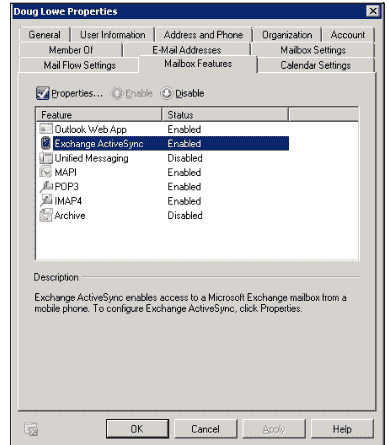 Doug Lowe Properties
General User Information Address and Phone Organization Account
Member Of E-Mail Addresses Mailbox Settings
Mail Flow Settings Mailbox Features Calendar Settings
Properties... Enable Disable
Feature Status
Outlook Web App Enabled
Exchange ActiveSync Enabled
Unified Messaging Disabled
MAPI Enabled
POP3 Enabled
IMAP4 Enabled
Archive Disabled
Description
Exchange ActiveSync enables access to a Microsoft Exchange mailbox from a
mobile phone. To configure Exchange ActiveSync, click Properties.
OK Cancel Apply Help